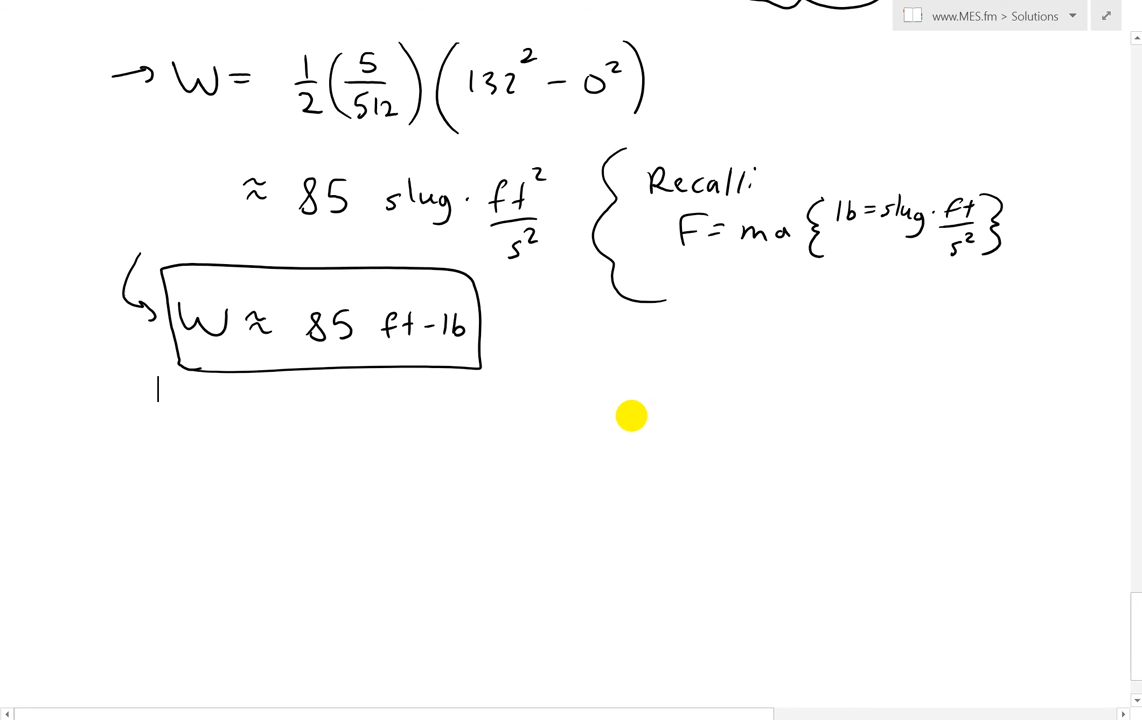 www.MES.fm > Solutions
→ W = 1/2 (5/512) (132² − 0²)
≈ 85 slug · ft²/s²
Recall:
F = ma {lb = slug · ft/s²}
W ≈ 85 ft-lb